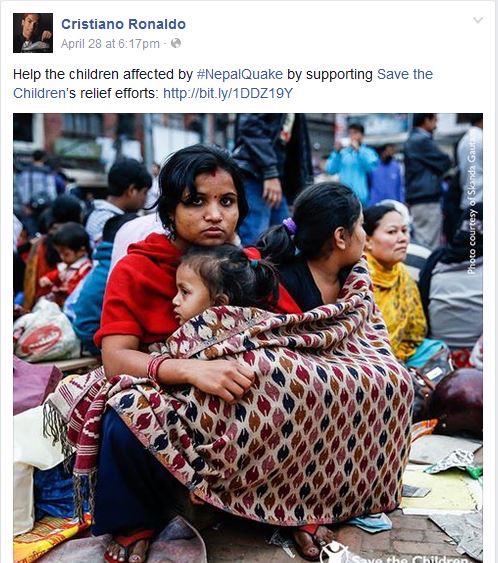 Cristiano Ronaldo
April 28 at 6:17pm ·
Help the children affected by #NepalQuake by supporting Save the
Children's relief efforts: http://bit.ly/1DDZ19Y
Photo courtesy of Skanda Gautam
Save the Children